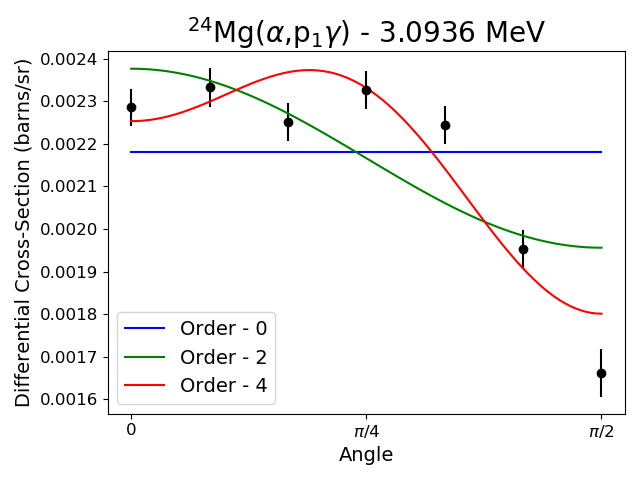 ²⁴Mg(α,p₁γ) - 3.0936 MeV
Differential Cross-Section (barns/sr)
0.0024
0.0023
0.0022
0.0021
0.0020
0.0019
0.0018
0.0017
0.0016
Order - 0
Order - 2
Order - 4
0
π/4
π/2
Angle